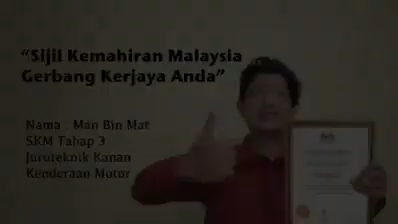 “Sijil Kemahiran Malaysia
Gerbang Kerjaya Anda”
Nama : Man Bin Mat
SKM Tahap 3
Juruteknik Kanan
Kenderaan Motor